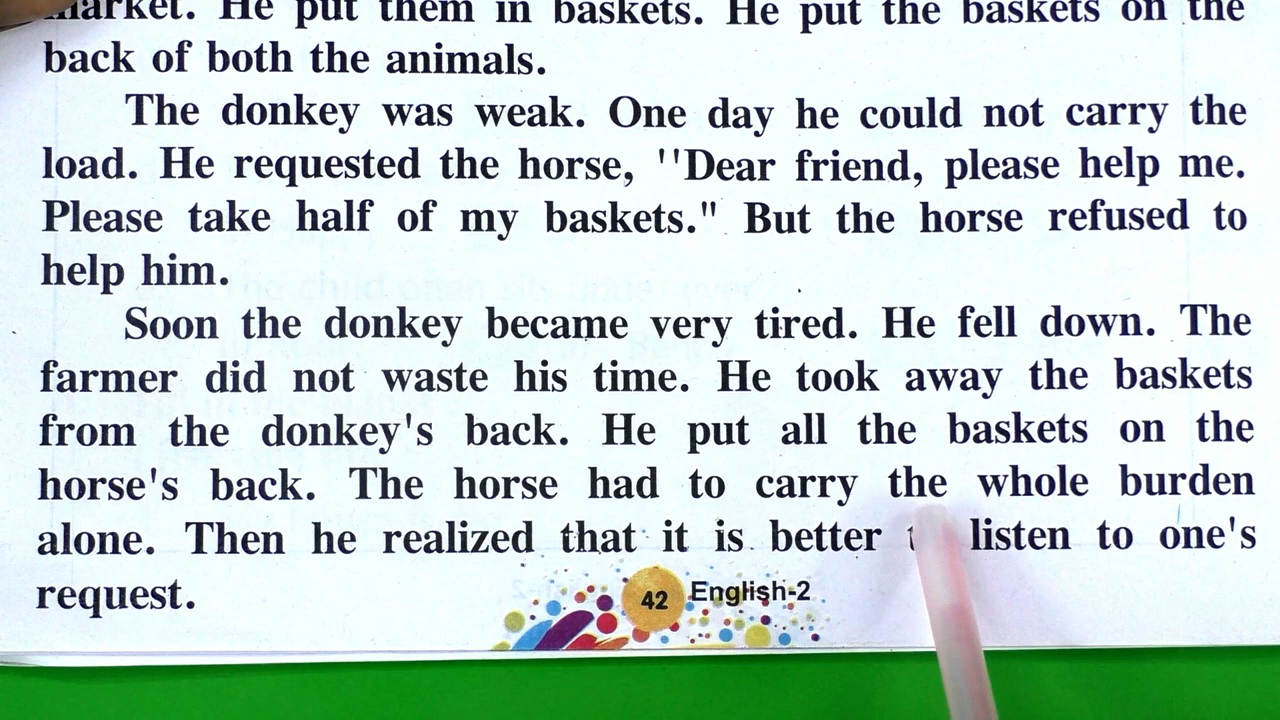 market. He put them in baskets. He put the baskets on the
back of both the animals.
The donkey was weak. One day he could not carry the
load. He requested the horse, ''Dear friend, please help me.
Please take half of my baskets." But the horse refused to
help him.
Soon the donkey became very tired. He fell down. The
farmer did not waste his time. He took away the baskets
from the donkey's back. He put all the baskets on the
horse's back. The horse had to carry the whole burden
alone. Then he realized that it is better listen to one's
request.
42 English-2